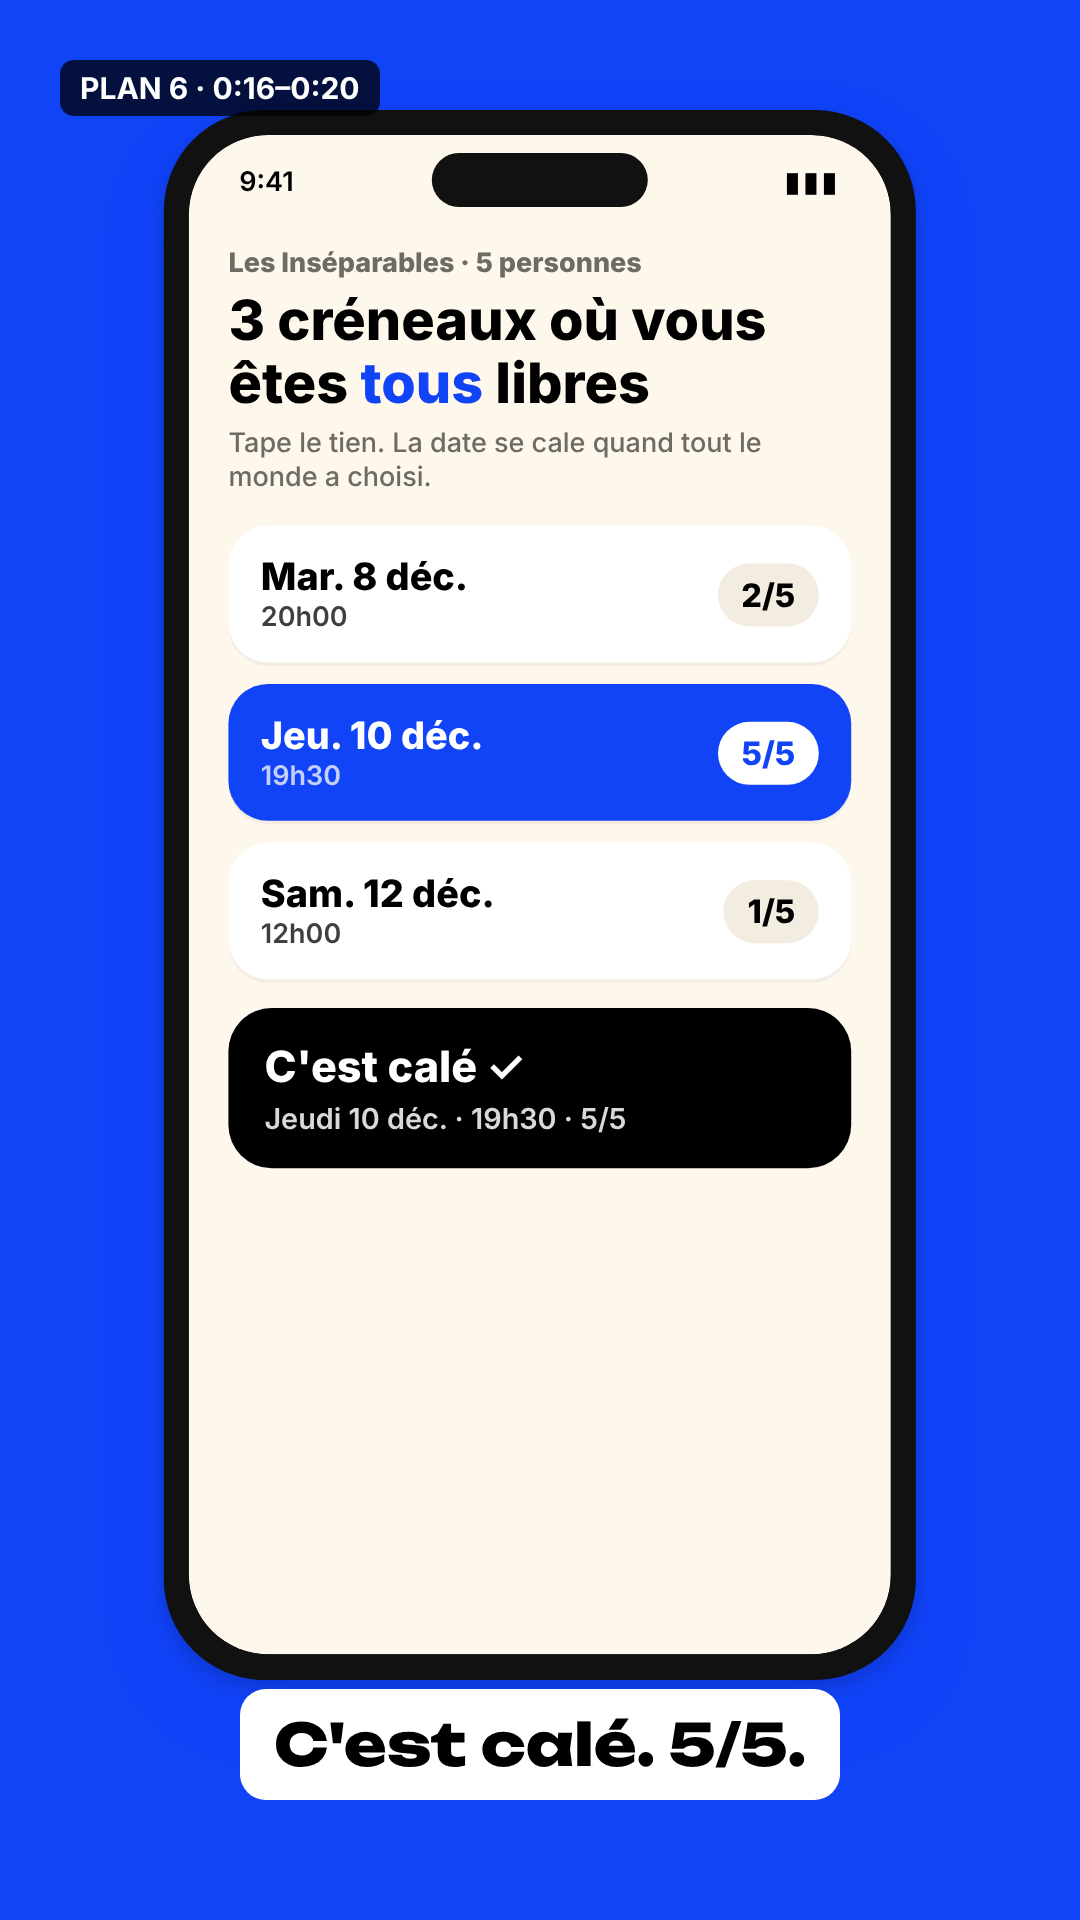 PLAN 6 · 0:16–0:20
9:41
Les Inséparables · 5 personnes
3 créneaux où vous
êtes tous libres
Tape le tien. La date se cale quand tout le
monde a choisi.
Mar. 8 déc.
20h00
2/5
Jeu. 10 déc.
19h30
5/5
Sam. 12 déc.
12h00
1/5
C'est calé ✓
Jeudi 10 déc. · 19h30 · 5/5
C'est calé. 5/5.